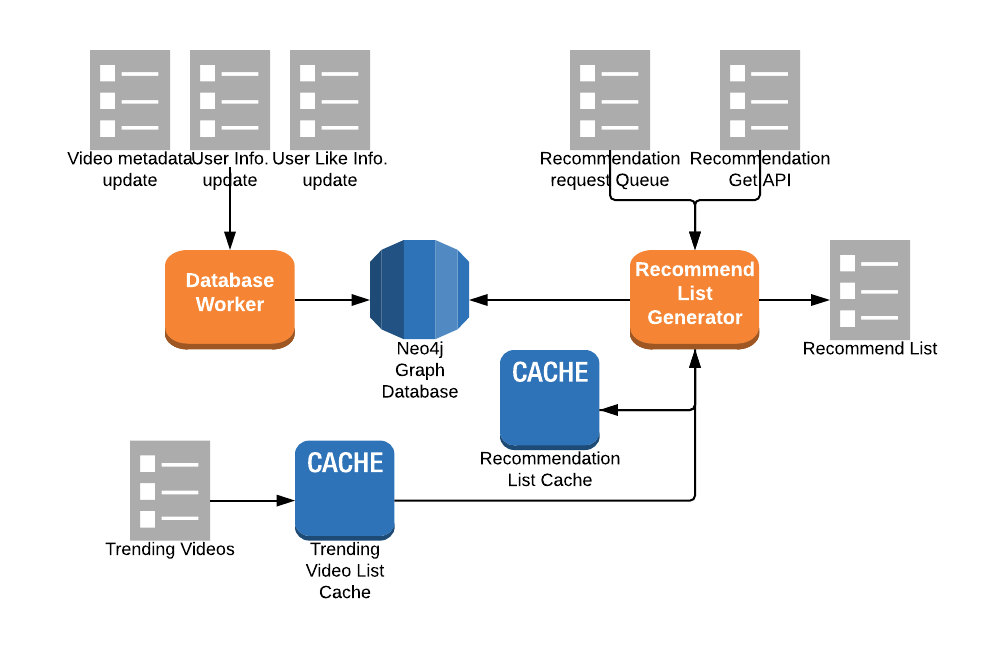 Video metadata
update
User Info.
update
User Like Info.
update
Recommendation
request Queue
Recommendation
Get API
Database
Worker
Neo4j
Graph
Database
Recommend
List
Generator
Recommend List
CACHE
Recommendation
List Cache
CACHE
Trending Videos
Trending
Video List
Cache